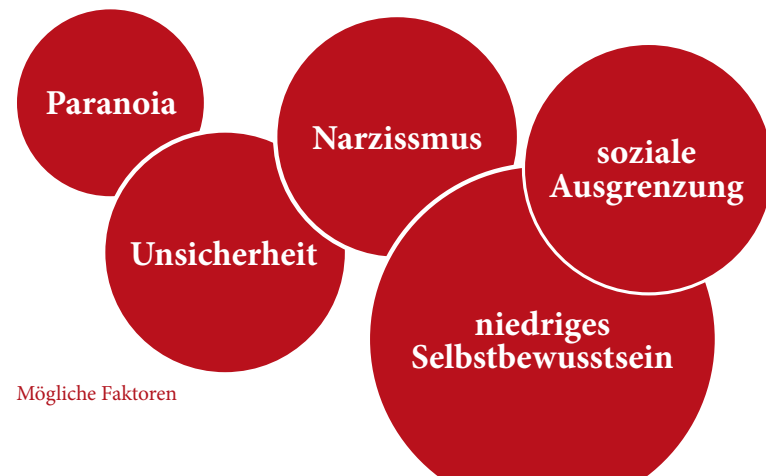 Paranoia
Narzissmus
soziale
Ausgrenzung
Unsicherheit
niedriges
Selbstbewusstsein
Mögliche Faktoren